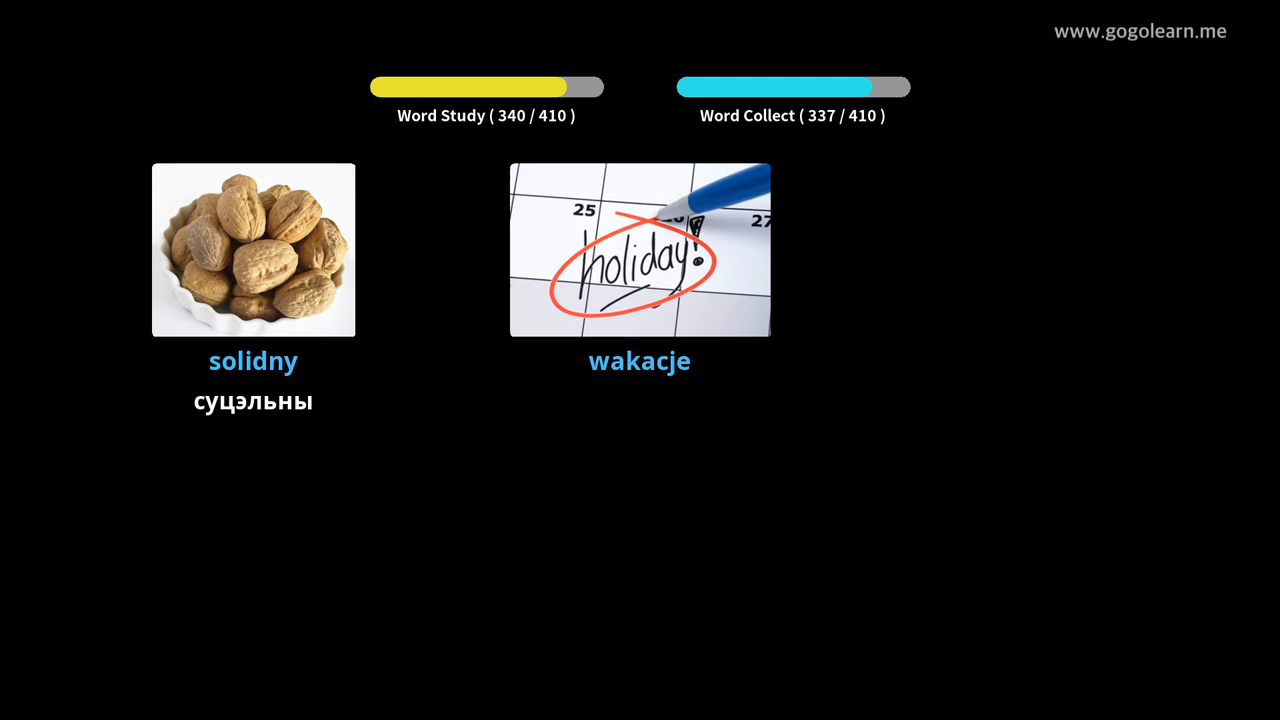 www.gogolearn.me
Word Study ( 340 / 410 )
Word Collect ( 337 / 410 )
25
27
holiday!
solidny
wakacje
суцэльны